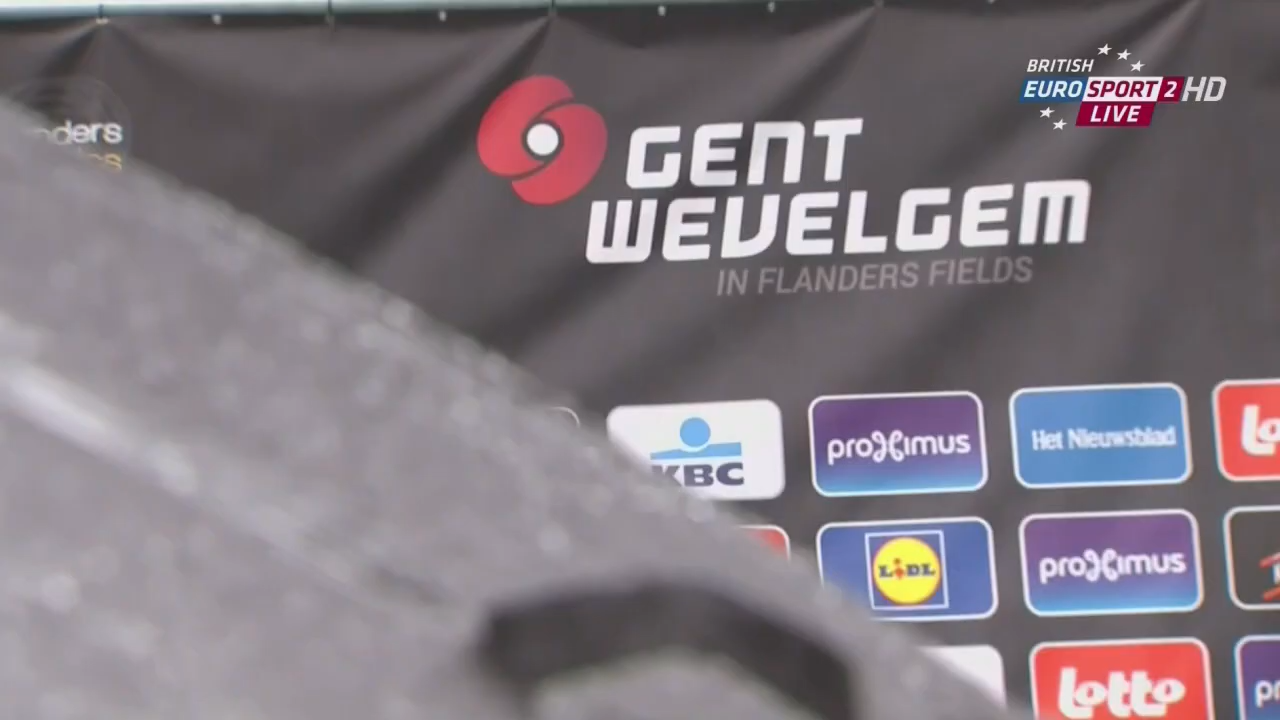 BRITISH
EUROSPORT 2 HD
LIVE
GENT
WEVELGEM
IN FLANDERS FIELDS
KBC
proximus
Het Nieuwsblad
LiDL
proximus
Lotto